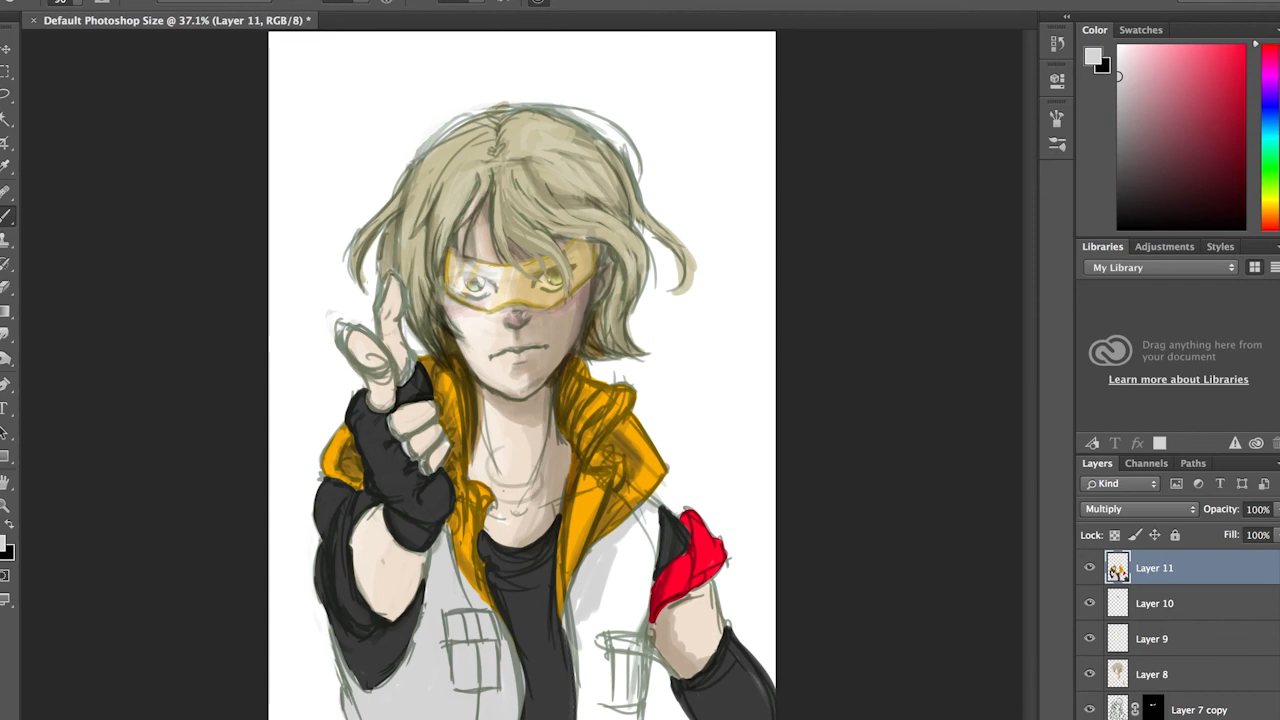 Default Photoshop Size @ 37.1% (Layer 11, RGB/8) *
Color Swatches
Libraries Adjustments Styles
My Library
Drag anything here from
your document
Learn more about Libraries
Layers Channels Paths
Kind
Multiply Opacity: 100%
Lock: Fill: 100%
Layer 11
Layer 10
Layer 9
Layer 8
Layer 7 copy